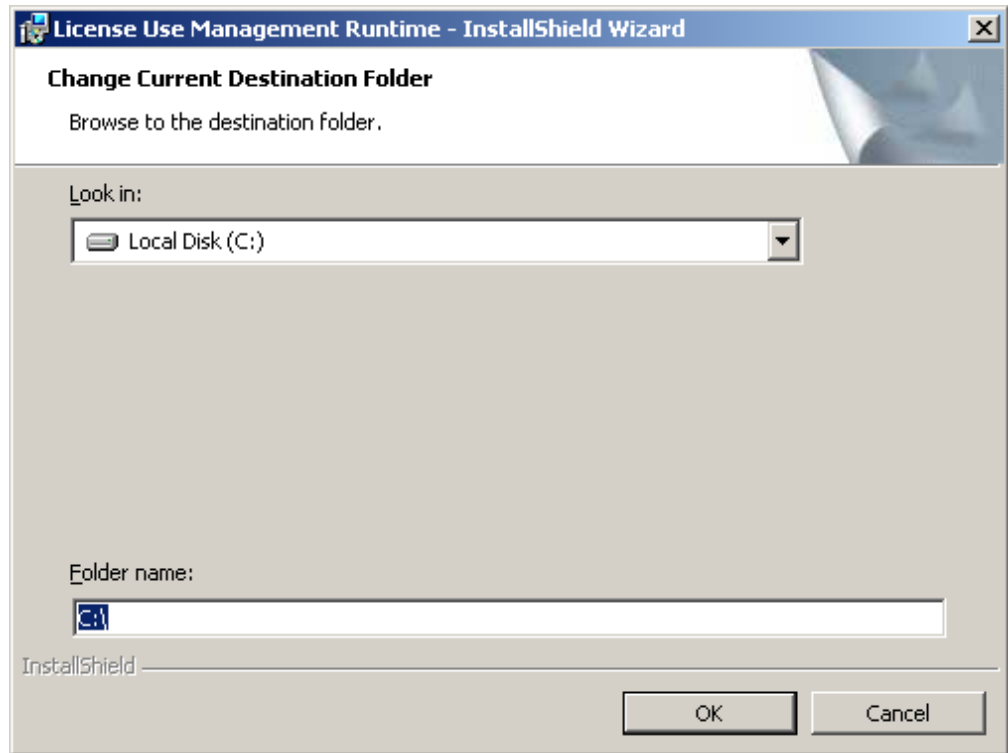 License Use Management Runtime - InstallShield Wizard
Change Current Destination Folder
Browse to the destination folder.
Look in:
Local Disk (C:)
Folder name:
C:\
InstallShield
OK
Cancel